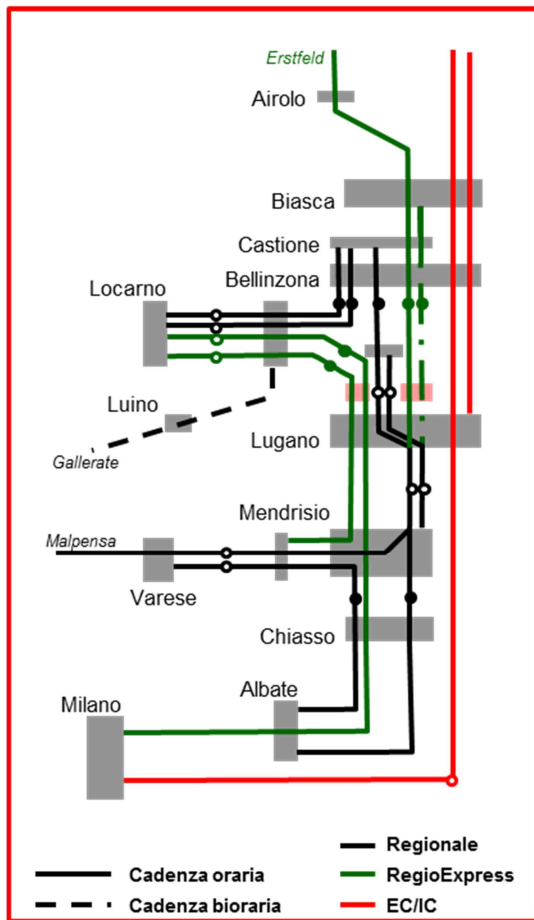 Erstfeld
Airolo
Biasca
Castione
Bellinzona
Locarno
Luino
Lugano
Gallerate
Mendrisio
Malpensa
Varese
Chiasso
Albate
Milano
Regionale
Cadenza oraria
RegioExpress
Cadenza bioraria
EC/IC